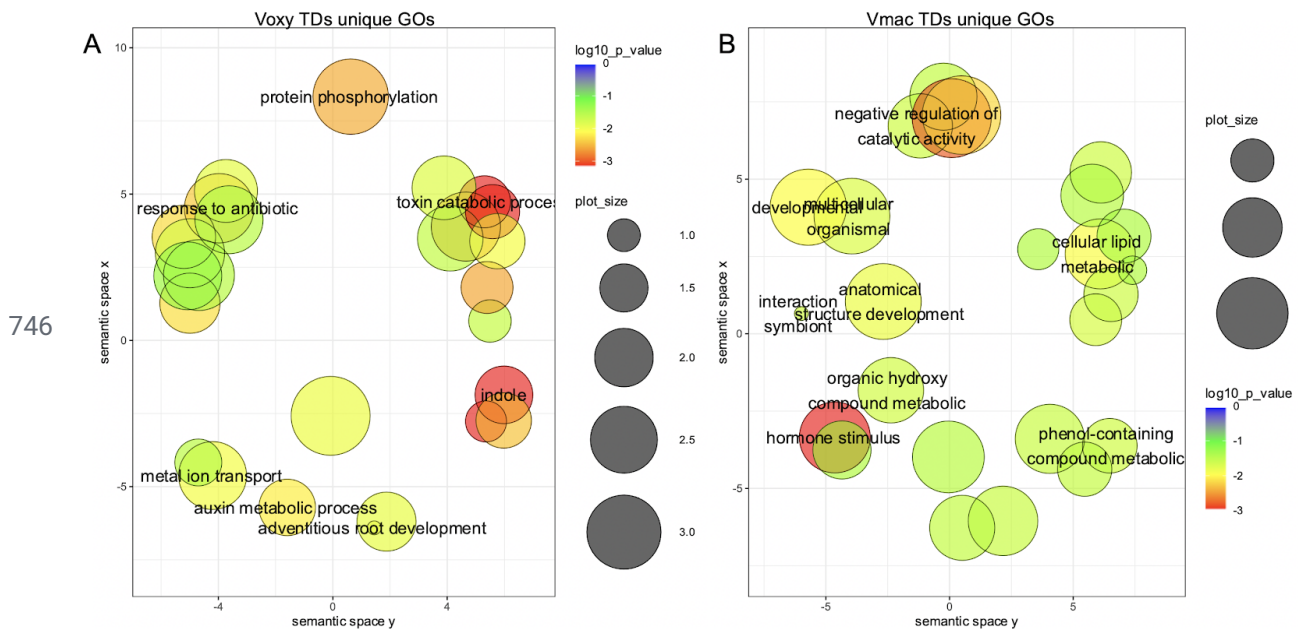 Voxy TDs unique GOs
Vmac TDs unique GOs
A
B
746
10
5
0
-5
semantic space x
-4
0
4
semantic space y
protein phosphorylation
response to antibiotic
toxin catabolic proces
indole
metal ion transport
auxin metabolic process
adventitious root development
log10_p_value
0
-1
-2
-3
plot_size
1.0
1.5
2.0
2.5
3.0
5
0
-5
semantic space x
-5
0
5
semantic space y
negative regulation of
catalytic activity
developmental
multicellular
organismal
cellular lipid
metabolic
anatomical
structure development
interaction
symbiont
organic hydroxy
compound metabolic
hormone stimulus
phenol-containing
compound metabolic
plot_size
log10_p_value
0
-1
-2
-3